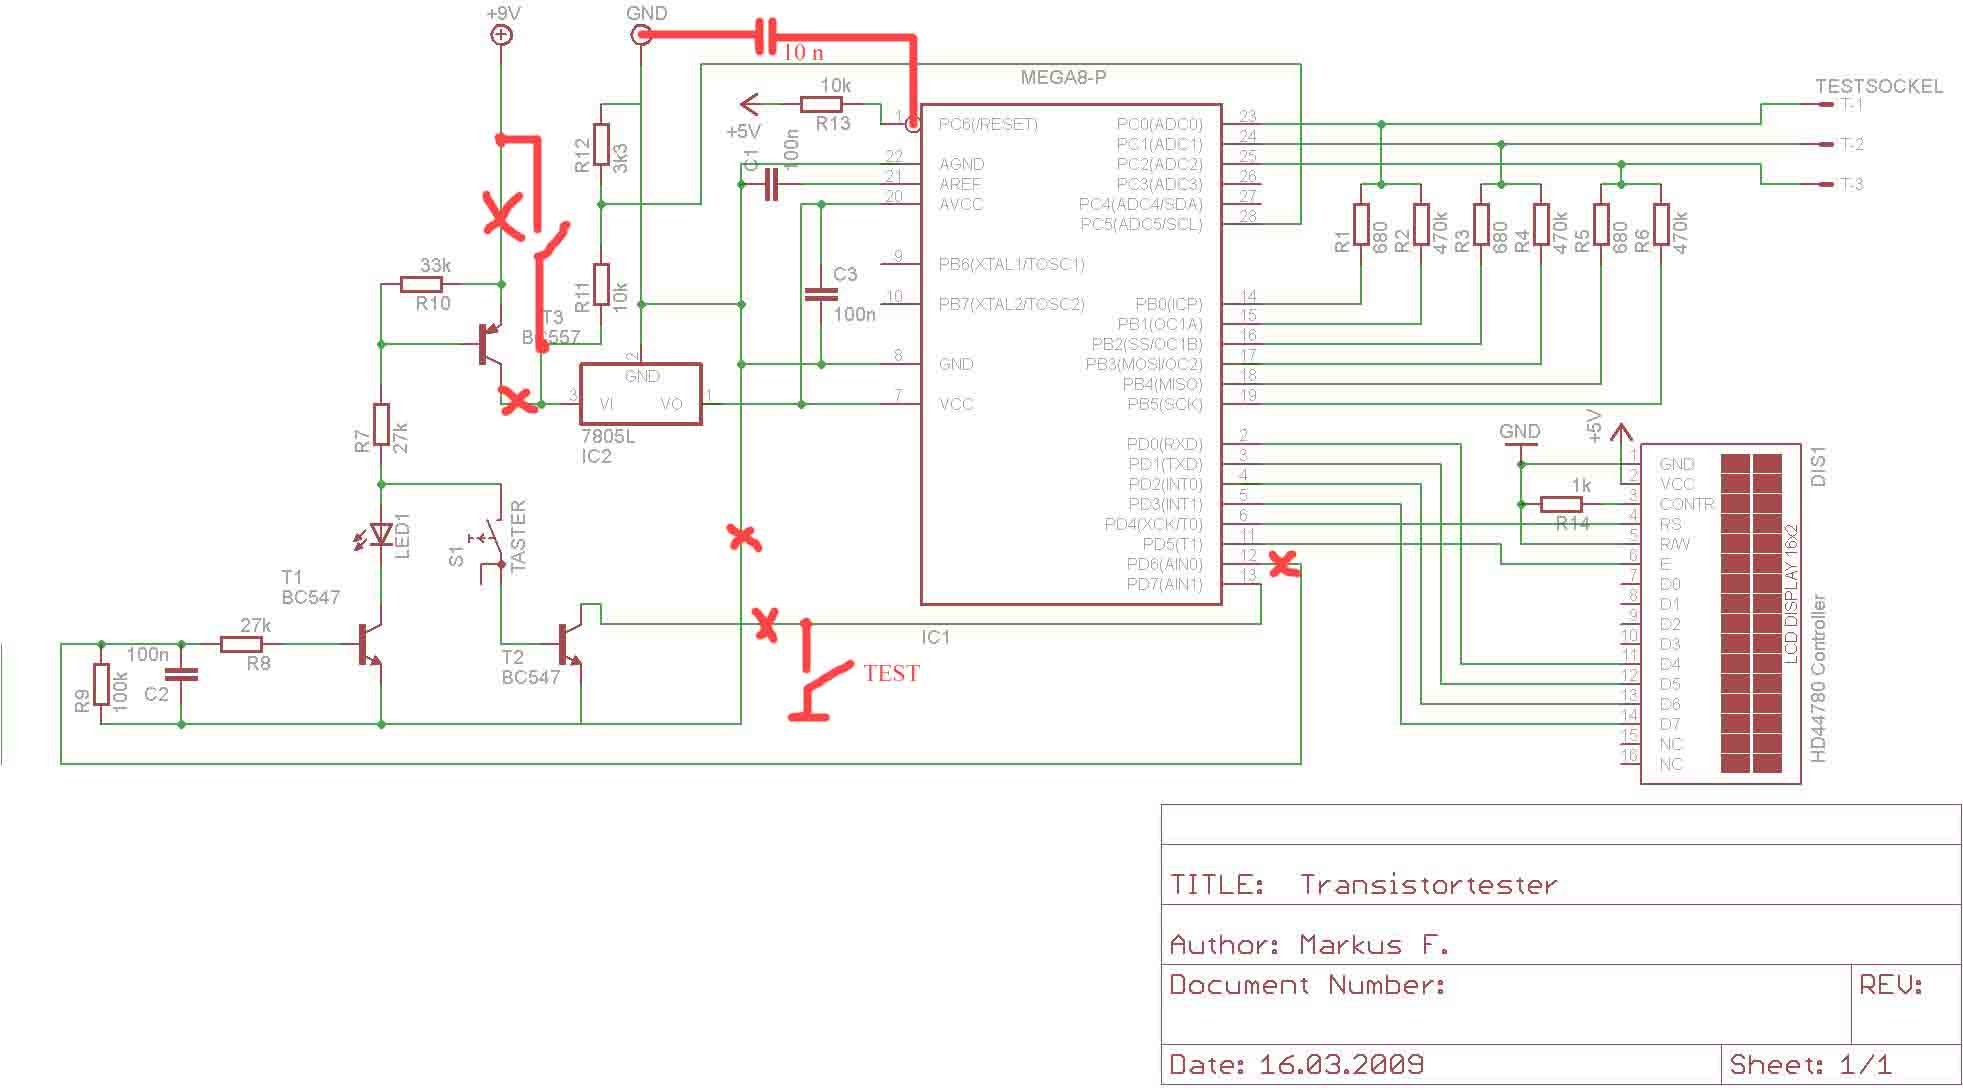 +9V
GND
10 n
MEGA8-P
TESTSOCKEL
10k
R13
+5V
C1
100n
R12
3k3
R11
10k
C3
100n
33k
R10
T3
BC557
R7
27k
LED1
S1
TASTER
T1
BC547
T2
BC547
27k
R8
100n
C2
R9
100k
2
GND
3
VI
VO
1
7805L
IC2
1
PC6(/RESET)
22
AGND
21
AREF
20
AVCC
9
PB6(XTAL1/TOSC1)
10
PB7(XTAL2/TOSC2)
8
GND
7
VCC
PC0(ADC0)
23
PC1(ADC1)
24
PC2(ADC2)
25
PC3(ADC3)
26
PC4(ADC4/SDA)
27
PC5(ADC5/SCL)
28
PB0(ICP)
14
PB1(OC1A)
15
PB2(SS/OC1B)
16
PB3(MOSI/OC2)
17
PB4(MISO)
18
PB5(SCK)
19
PD0(RXD)
2
PD1(TXD)
3
PD2(INT0)
4
PD3(INT1)
5
PD4(XCK/T0)
6
PD5(T1)
11
PD6(AIN0)
12
PD7(AIN1)
13
IC1
TEST
T-1
T-2
T-3
R1
680
R2
470k
R3
680
R4
470k
R5
680
R6
470k
GND
+5V
1k
R14
DIS1
1
GND
2
VCC
3
CONTR
4
RS
5
R/W
6
E
7
D0
8
D1
9
D2
10
D3
11
D4
12
D5
13
D6
14
D7
15
NC
16
NC
LCD DISPLAY 16x2
HD44780 Controller
TITLE: Transistortester
Author: Markus F.
Document Number:
REV:
Date: 16.03.2009
Sheet: 1/1